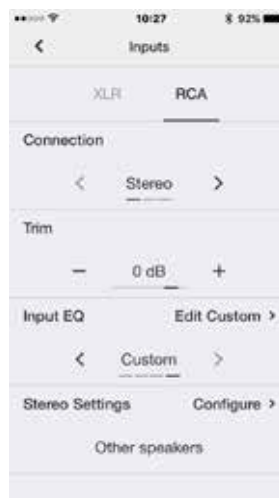 10:27
92%
Inputs
XLR RCA
Connection
Stereo
Trim
− 0 dB +
Input EQ Edit Custom >
< Custom >
Stereo Settings Configure >
Other speakers